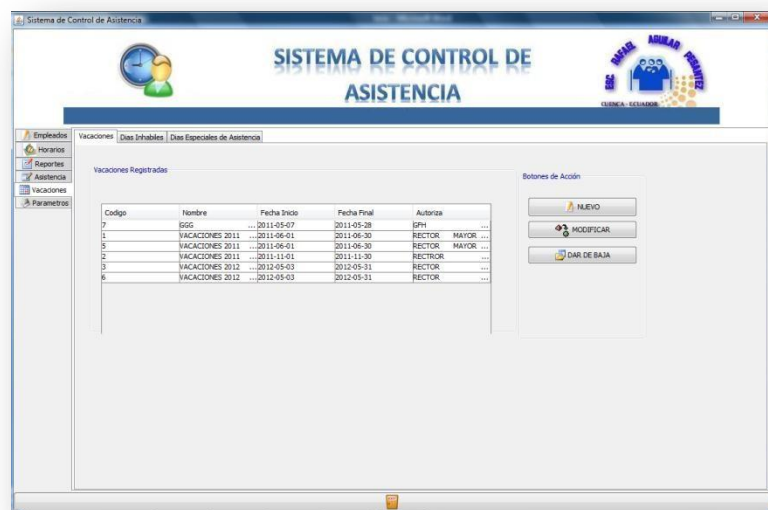 Sistema de Control de Asistencia
SISTEMA DE CONTROL DE
ASISTENCIA
EGC RAFAEL AGUILAR PESANTEZ
CUENCA - ECUADOR
Empleados
Horarios
Reportes
Asistencia
Vacaciones
Parametros
Vacaciones Dias Inhables Dias Especiales de Asistencia
Vacaciones Registradas
Codigo Nombre Fecha Inicio Fecha Final Autoriza
7 GGG ... 2011-05-07 2011-05-28 GFH ...
1 VACACIONES 2011 ... 2011-06-01 2011-06-30 RECTOR MAYOR ...
5 VACACIONES 2011 ... 2011-06-01 2011-06-30 RECTOR MAYOR ...
2 VACACIONES 2011 ... 2011-11-01 2011-11-30 RECTROR ...
3 VACACIONES 2012 ... 2012-05-03 2012-05-31 RECTOR ...
6 VACACIONES 2012 ... 2012-05-03 2012-05-31 RECTOR ...
Botones de Acción
NUEVO
MODIFICAR
DAR DE BAJA